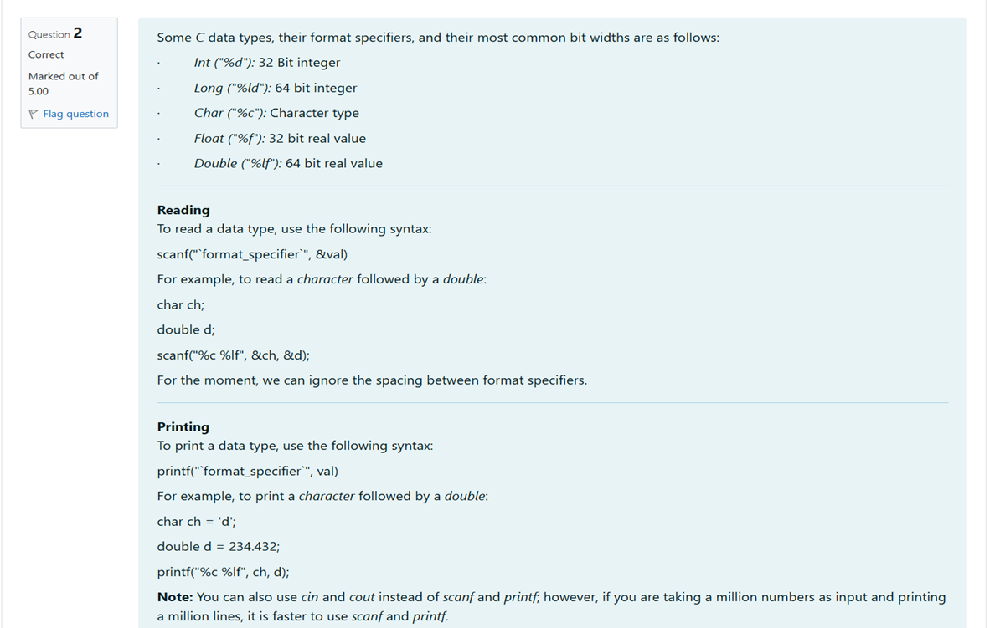 Question 2
Correct
Marked out of
5.00
Flag question
Some C data types, their format specifiers, and their most common bit widths are as follows:
· Int ("%d"): 32 Bit integer
· Long ("%ld"): 64 bit integer
· Char ("%c"): Character type
· Float ("%f"): 32 bit real value
· Double ("%lf"): 64 bit real value
Reading
To read a data type, use the following syntax:
scanf("`format_specifier`", &val)
For example, to read a character followed by a double:
char ch;
double d;
scanf("%c %lf", &ch, &d);
For the moment, we can ignore the spacing between format specifiers.
Printing
To print a data type, use the following syntax:
printf("`format_specifier`", val)
For example, to print a character followed by a double:
char ch = 'd';
double d = 234.432;
printf("%c %lf", ch, d);
Note: You can also use cin and cout instead of scanf and printf; however, if you are taking a million numbers as input and printing
a million lines, it is faster to use scanf and printf.